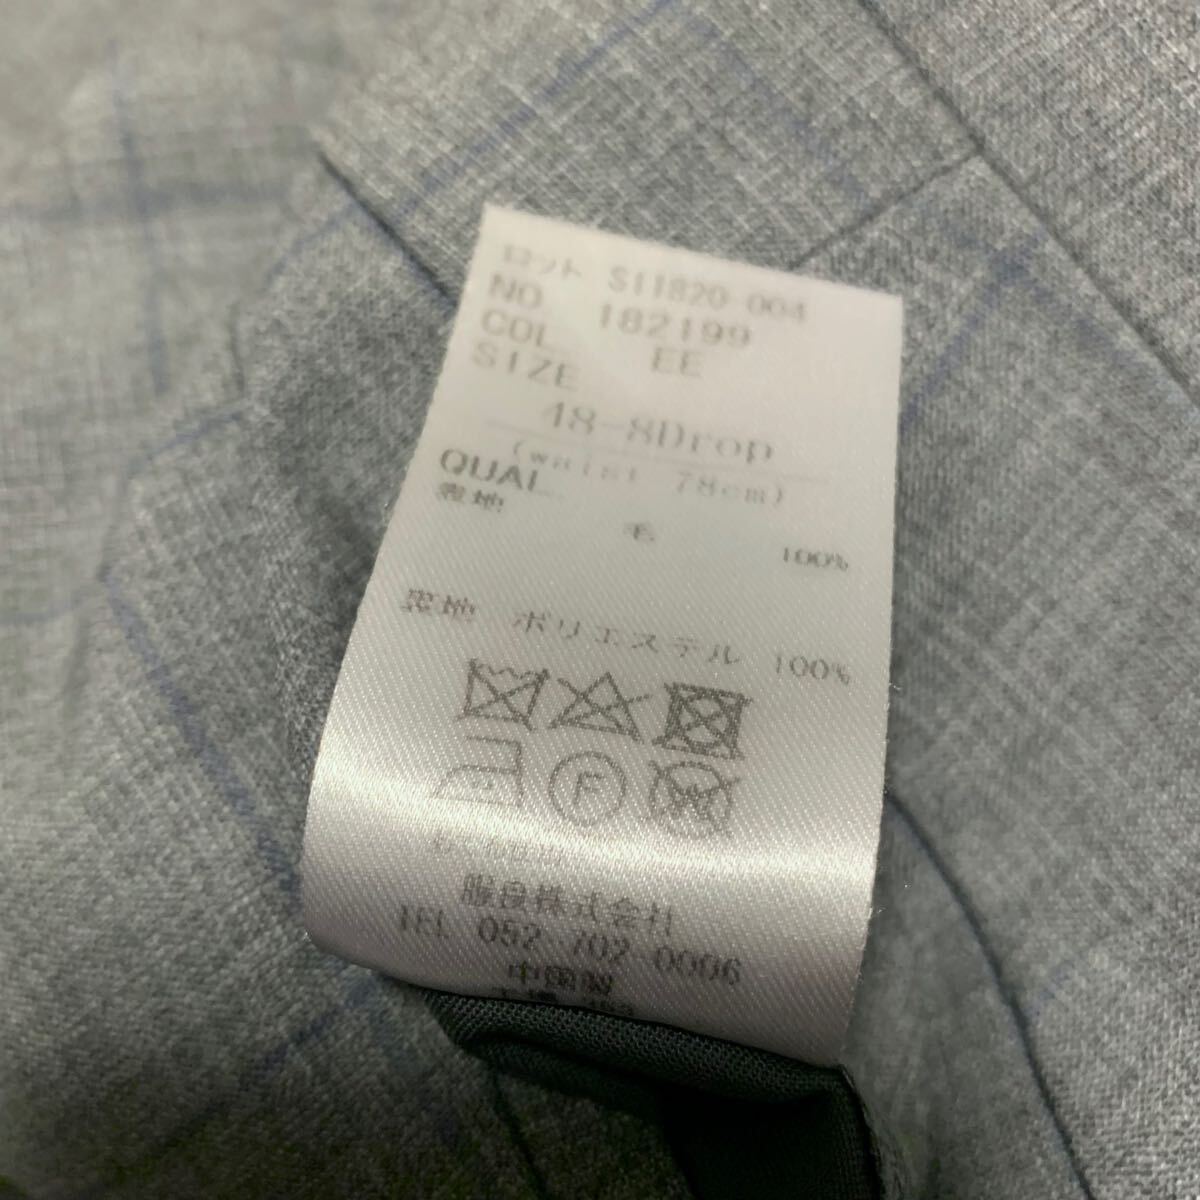 ロット S11820-004
NO. 182199
COL. EE
SIZE
48-8Drop
(waist 78cm)
QUAL.
表地 毛 100%
裏地 ポリエステル 100%
F
W
服良株式会社
TEL 052-702-0006
中国製